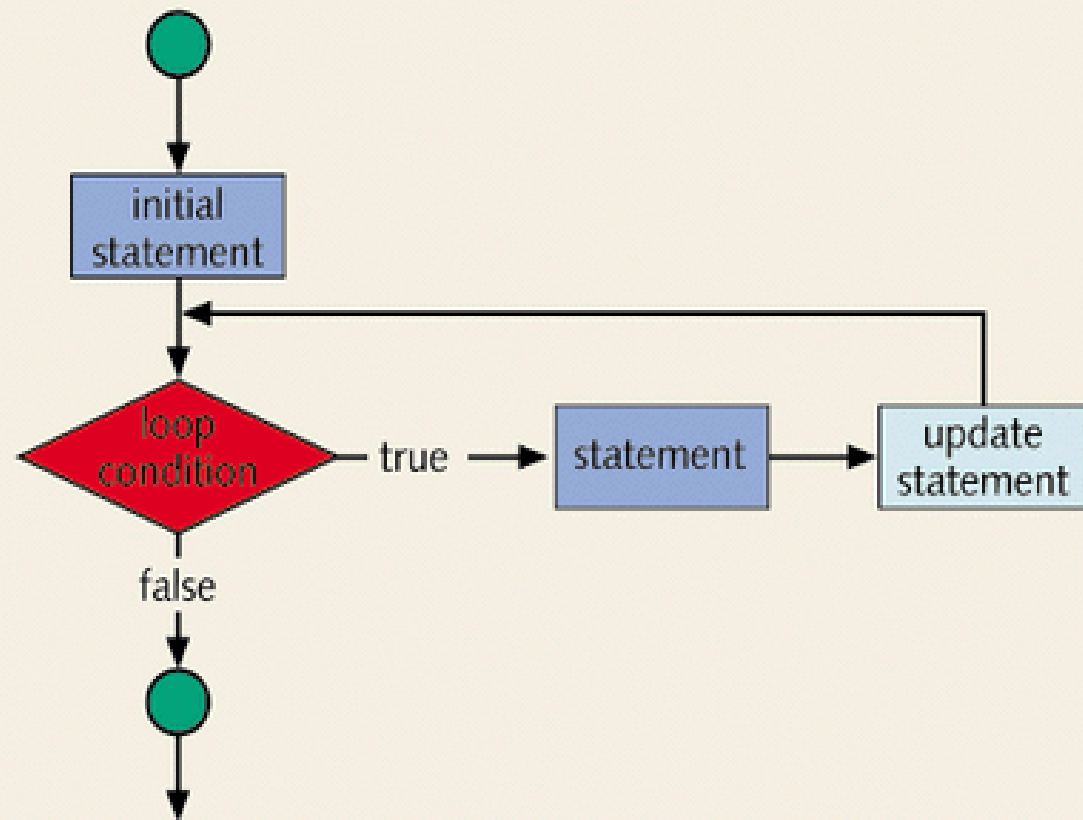 initial
statement
loop
condition
true
statement
update
statement
false